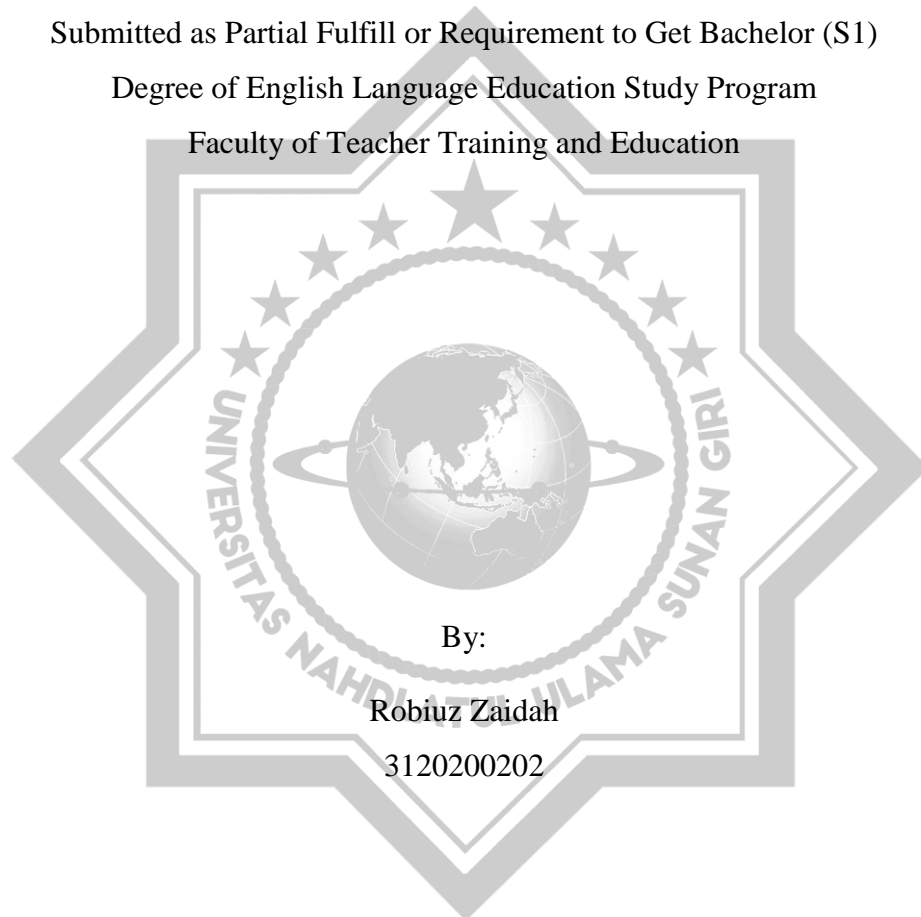 Submitted as Partial Fulfill or Requirement to Get Bachelor (S1)
Degree of English Language Education Study Program
Faculty of Teacher Training and Education
UNIVERSITAS NAHDLATUL ULAMA SUNAN GIRI
By:
Robiuz Zaidah
3120200202